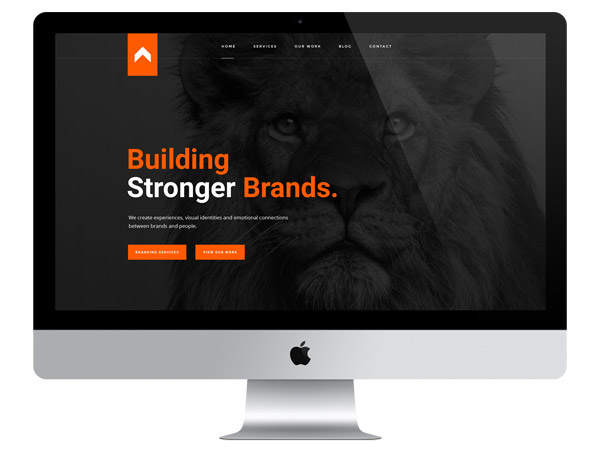 HOME SERVICES OUR WORK BLOG CONTACT
Building
Stronger Brands.
We create experiences, visual identities and emotional connections
between brands and people.
BRANDING SERVICES VIEW OUR WORK